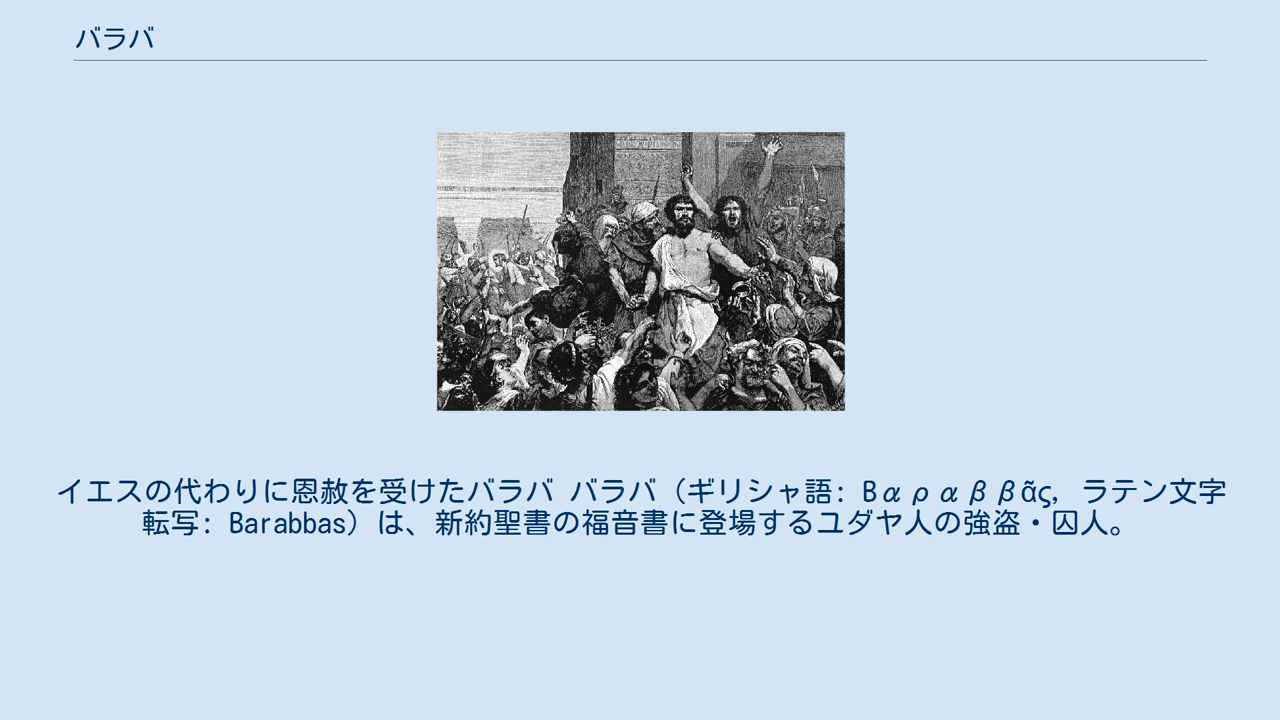 バラバ
イエスの代わりに恩赦を受けたバラバ バラバ（ギリシャ語: Βαραββᾶς, ラテン文字
転写: Barabbas）は、新約聖書の福音書に登場するユダヤ人の強盗・囚人。